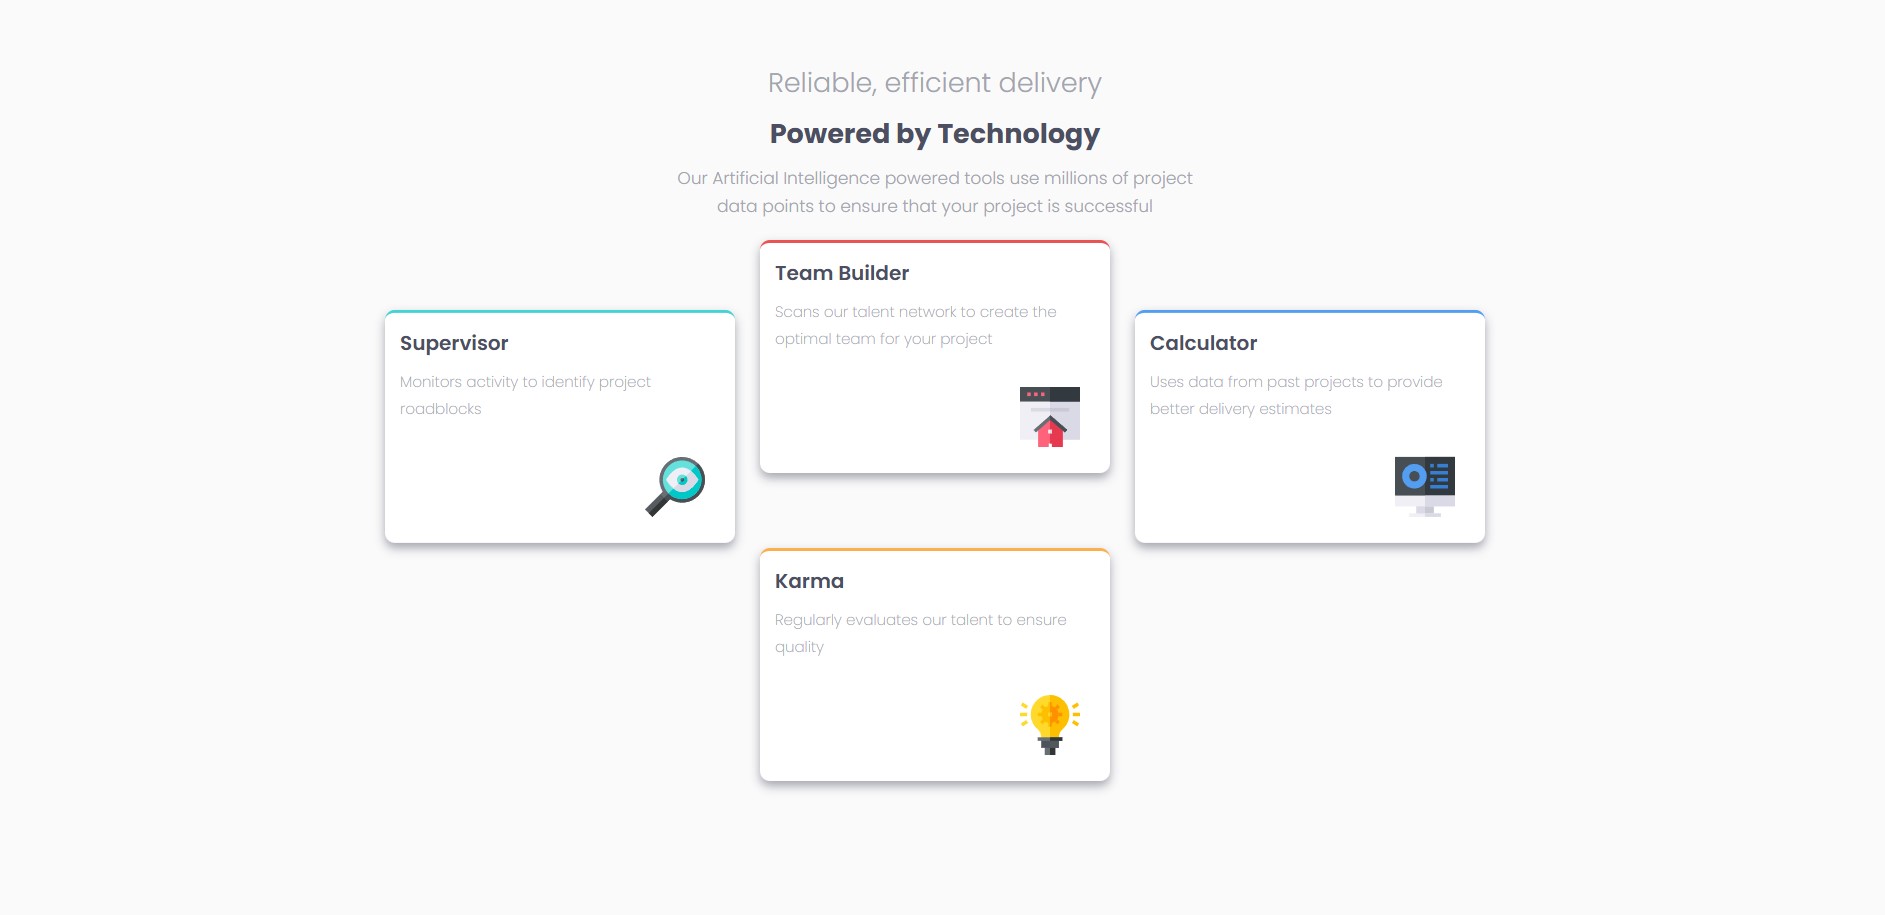 Reliable, efficient delivery
Powered by Technology
Our Artificial Intelligence powered tools use millions of project
data points to ensure that your project is successful
Supervisor
Monitors activity to identify project
roadblocks
Team Builder
Scans our talent network to create the
optimal team for your project
Karma
Regularly evaluates our talent to ensure
quality
Calculator
Uses data from past projects to provide
better delivery estimates